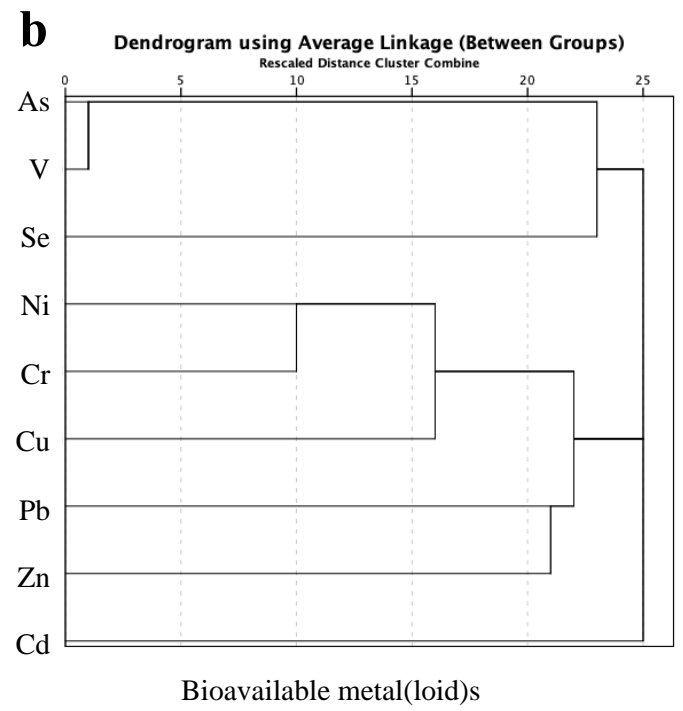 b
Dendrogram using Average Linkage (Between Groups)
Rescaled Distance Cluster Combine
0 5 10 15 20 25
As
V
Se
Ni
Cr
Cu
Pb
Zn
Cd
Bioavailable metal(loid)s